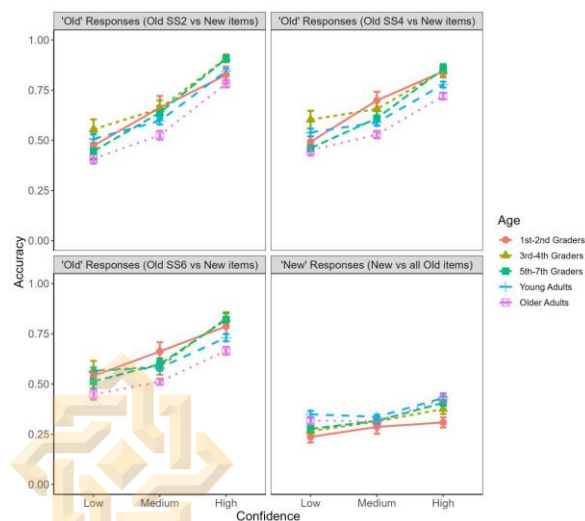 'Old' Responses (Old SS2 vs New items)
'Old' Responses (Old SS4 vs New items)
1.00
0.75
0.50
0.25
0.00
Accuracy
'Old' Responses (Old SS6 vs New items)
'New' Responses (New vs all Old items)
1.00
0.75
0.50
0.25
0.00
Low
Medium
High
Low
Medium
High
Confidence
Age
1st-2nd Graders
3rd-4th Graders
5th-7th Graders
Young Adults
Older Adults